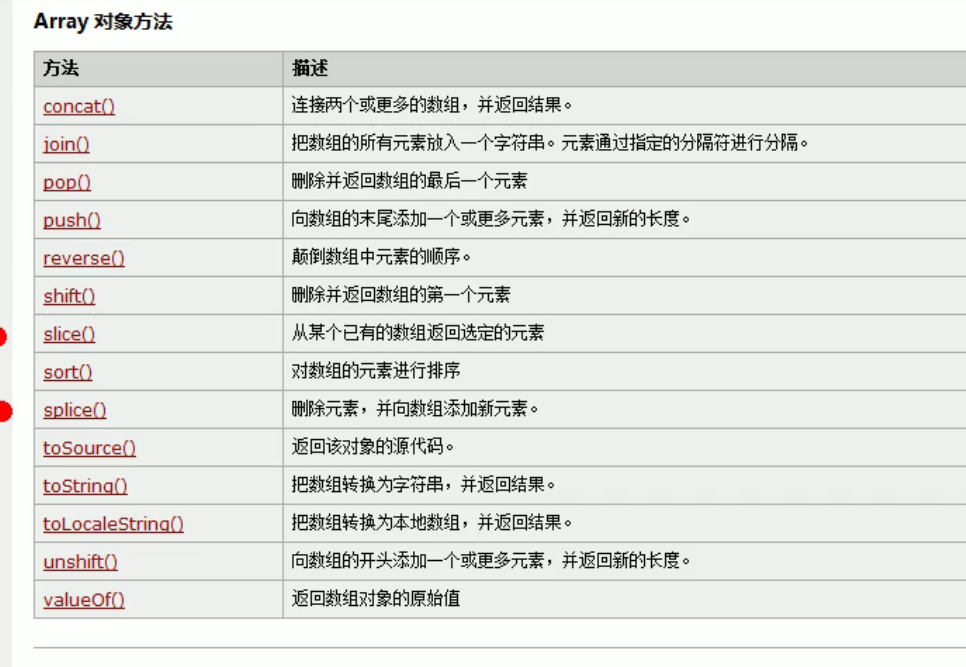 Array 对象方法
方法 描述
concat() 连接两个或更多的数组，并返回结果。
join() 把数组的所有元素放入一个字符串。元素通过指定的分隔符进行分隔。
pop() 删除并返回数组的最后一个元素
push() 向数组的末尾添加一个或更多元素，并返回新的长度。
reverse() 颠倒数组中元素的顺序。
shift() 删除并返回数组的第一个元素
slice() 从某个已有的数组返回选定的元素
sort() 对数组的元素进行排序
splice() 删除元素，并向数组添加新元素。
toSource() 返回该对象的源代码。
toString() 把数组转换为字符串，并返回结果。
toLocaleString() 把数组转换为本地数组，并返回结果。
unshift() 向数组的开头添加一个或更多元素，并返回新的长度。
valueOf() 返回数组对象的原始值